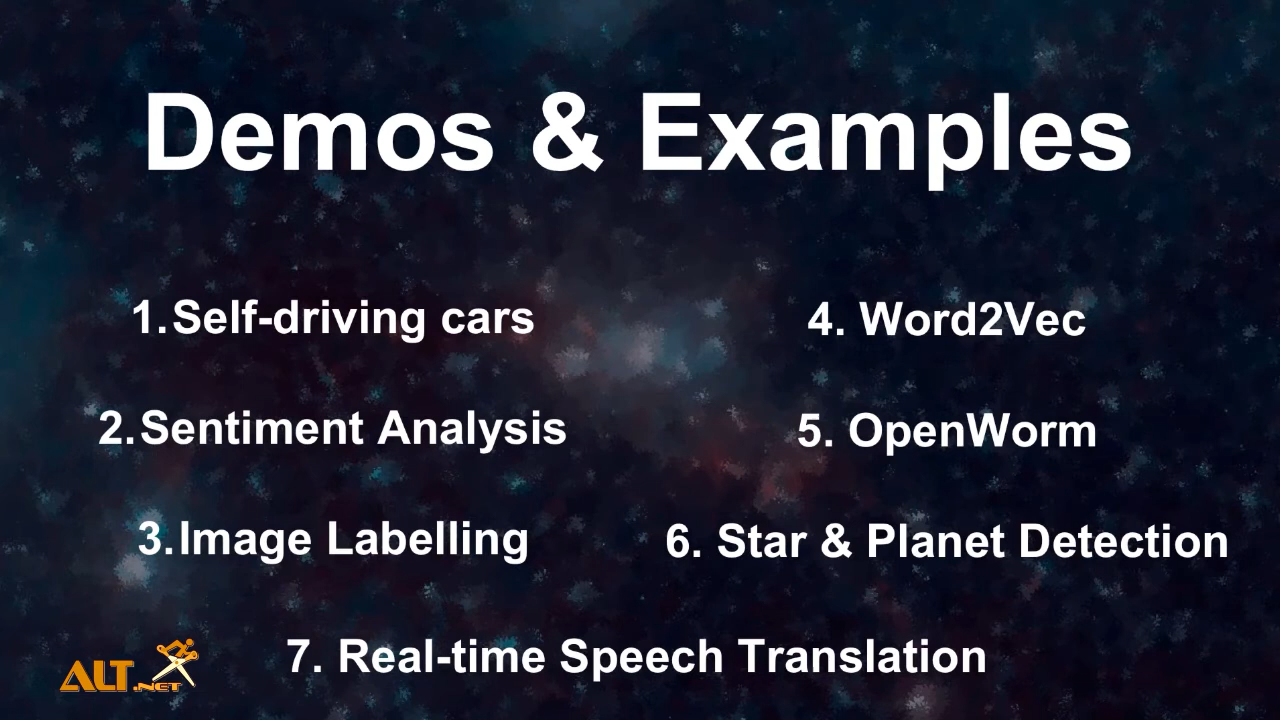 Demos & Examples
1. Self-driving cars
2. Sentiment Analysis
3. Image Labelling
4. Word2Vec
5. OpenWorm
6. Star & Planet Detection
7. Real-time Speech Translation
ALT.NET